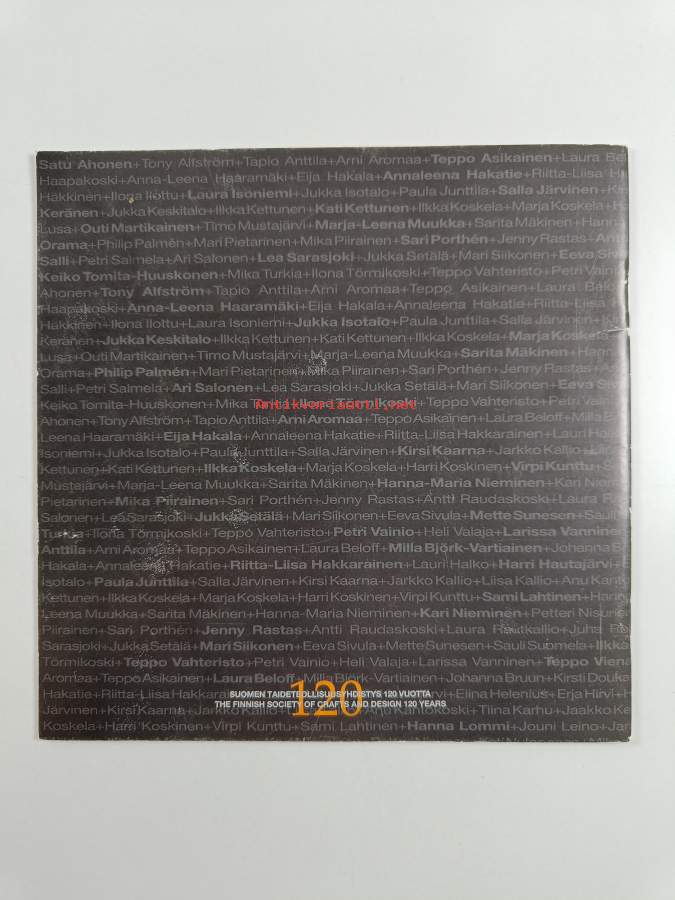 Satu Ahonen+Tony Alfström+Tapio Anttila+Arni Aromaa+Teppo Asikainen+Laura Be
Haapakoski+Anna-Leena Haaramäki+Eija Hakala+Annaleena Hakatie+Riitta-Liisa H
Häkkinen+Ilona Ilottu+Laura Isoniemi+Jukka Isotalo+Paula Junttila+Salla Järvinen+
Keränen+Jukka Keskitalo+Ilkka Kettunen+Kati Kettunen+Ilkka Koskela+Marja Koskela+
Lusa+Outi Martikainen+Timo Mustajärvi+Marja-Leena Muukka+Sarita Mäkinen+
Orama+Philip Palmén+Mari Pietarinen+Mika Piirainen+Sari Porthén+Jenny Rastas+
Salli+Petri Salmela+Ari Salonen+Lea Sarasjoki+Jukka Setälä+Mari Siikonen+Eeva
Keiko Tomita-Huuskonen+Mika Turkia+Ilona Törmikoski+Teppo Vahteristo+Petri
Ahonen+Tony Alfström+Tapio Anttila+Arni Aromaa+Teppo Asikainen+Laura
Haapakoski+Anna-Leena Haaramäki+Eija Hakala+Annaleena Hakatie+Riitta-Liisa
Häkkinen+Ilona Ilottu+Laura Isoniemi+Jukka Isotalo+Paula Junttila+Salla Järvinen+
Keränen+Jukka Keskitalo+Ilkka Kettunen+Kati Kettunen+Ilkka Koskela+Marja
Lusa+Outi Martikainen+Timo Mustajärvi+Marja-Leena Muukka+Sarita Mäkinen+
Orama+Philip Palmén+Mari Pietarinen+Mika Piirainen+Sari Porthén+Jenny Rastas+
Salli+Petri Salmela+Ari Salonen+Lea Sarasjoki+Jukka Setälä+Mari Siikonen+Eeva
Keiko Tomita-Huuskonen+Mika Ilona Törmikoski+Teppo Vahteristo+Petri
Antikvariaatti.net
Ahonen+Tony Alfström+Tapio Anttila+Arni Aromaa+Teppo Asikainen+Laura Beloff+Milla
Leena Haaramäki+Eija Hakala+Annaleena Hakatie+Riitta-Liisa Hakkarainen+Lauri
Isoniemi+Jukka Isotalo+Paula Junttila+Salla Järvinen+Kirsi Kaarna+Jarkko Kallio+
Kettunen+Kati Kettunen+Ilkka Koskela+Marja Koskela+Harri Koskinen+Virpi Kunttu+
Mustajärvi+Marja-Leena Muukka+Sarita Mäkinen+Hanna-Maria Nieminen+Kari
Pietarinen+Mika Piirainen+Sari Porthén+Jenny Rastas+Antti Raudaskoski+Laura
Salonen+Lea Sarasjoki+Jukka Setälä+Mari Siikonen+Eeva Sivula+Mette Sunesen+Sauli
Turkia+Ilona Törmikoski+Teppo Vahteristo+Petri Vainio+Heli Valaja+Larissa
Anttila+Arni Aromaa+Teppo Asikainen+Laura Beloff+Milla Björk-Vartiainen+Johanna
Hakala+Annaleena Hakatie+Riitta-Liisa Hakkarainen+Lauri Halko+Harri Hautajärvi+
Isotalo+Paula Junttila+Salla Järvinen+Kirsi Kaarna+Jarkko Kallio+Liisa Kallio+Anu
Kettunen+Ilkka Koskela+Marja Koskela+Harri Koskinen+Virpi Kunttu+Sami Lahtinen+
Leena Muukka+Sarita Mäkinen+Hanna-Maria Nieminen+Kari Nieminen+Petteri
Piirainen+Sari Porthén+Jenny Rastas+Antti Raudaskoski+Laura Rautkallio+Juha
Sarasjoki+Jukka Setälä+Mari Siikonen+Eeva Sivula+Mette Sunesen+Sauli
Törmikoski+Teppo Vahteristo+Petri Vainio+Heli Valaja+Larissa Vanninen+Teppo
Aromaa+Teppo Asikainen+Laura Beloff+Milla Björk-Vartiainen+Johanna Bruun+Kirsti
Hakatie+Riitta-Liisa Elina Helenius+Erja Hirvi
SUOMEN TAIDETEOLLISUUSYHDISTYS 120 VUOTTA
120
THE FINNISH SOCIETY OF CRAFTS AND DESIGN 120 YEARS
Järvinen+Kirsi Kaarna+Jarkko Anu Kantokoski+Tiina Karhu+Jaakko
Koskela+Harri Koskinen+Virpi Kunttu+Sami Lahtinen+Hanna Lommi+Jouni Leino+